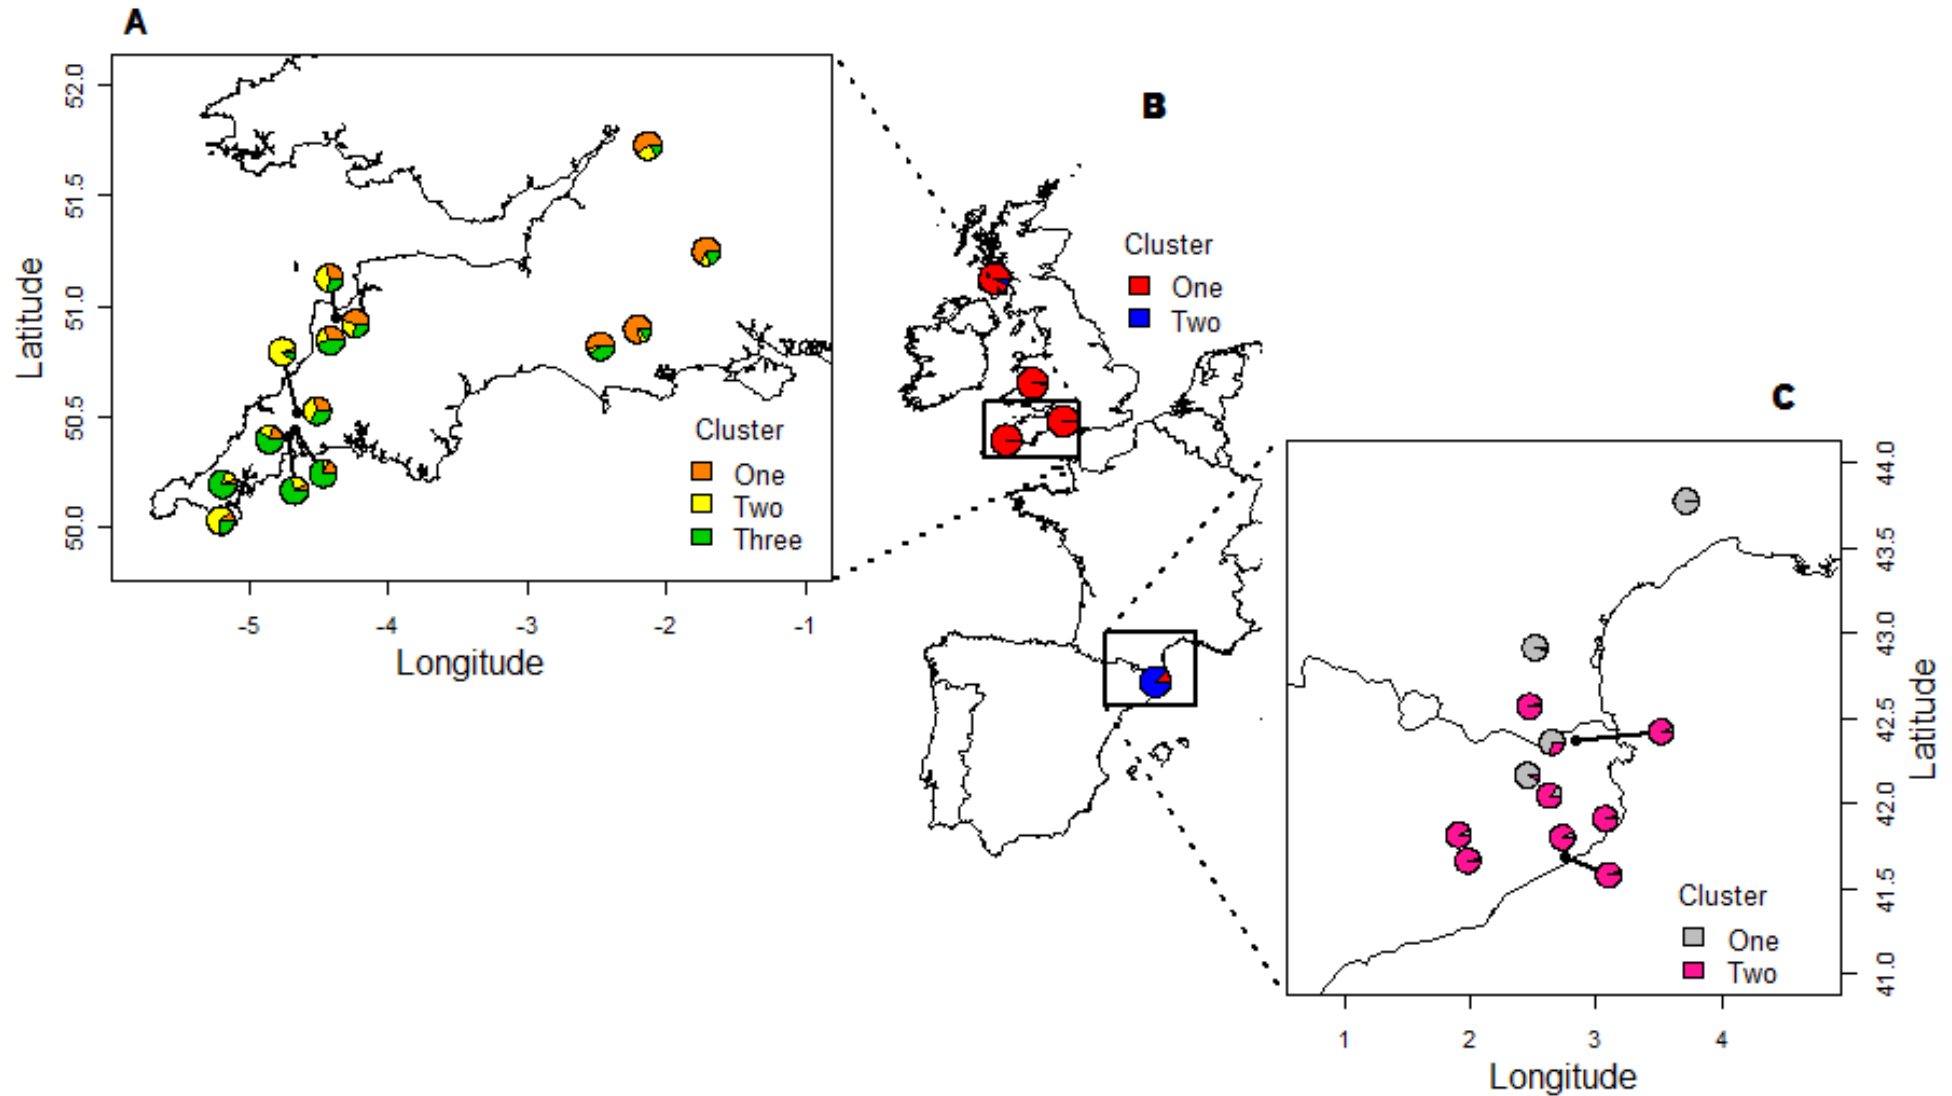 A
52.0
51.5
51.0
50.5
50.0
Latitude
-5
-4
-3
-2
-1
Longitude
Cluster
One
Two
Three
B
Cluster
One
Two
C
44.0
43.5
43.0
42.5
42.0
41.5
41.0
Latitude
1
2
3
4
Longitude
Cluster
One
Two